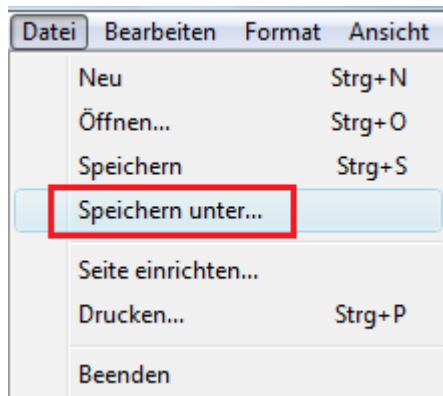 Datei Bearbeiten Format Ansicht
Neu Strg+N
Öffnen... Strg+O
Speichern Strg+S
Speichern unter...
Seite einrichten...
Drucken... Strg+P
Beenden